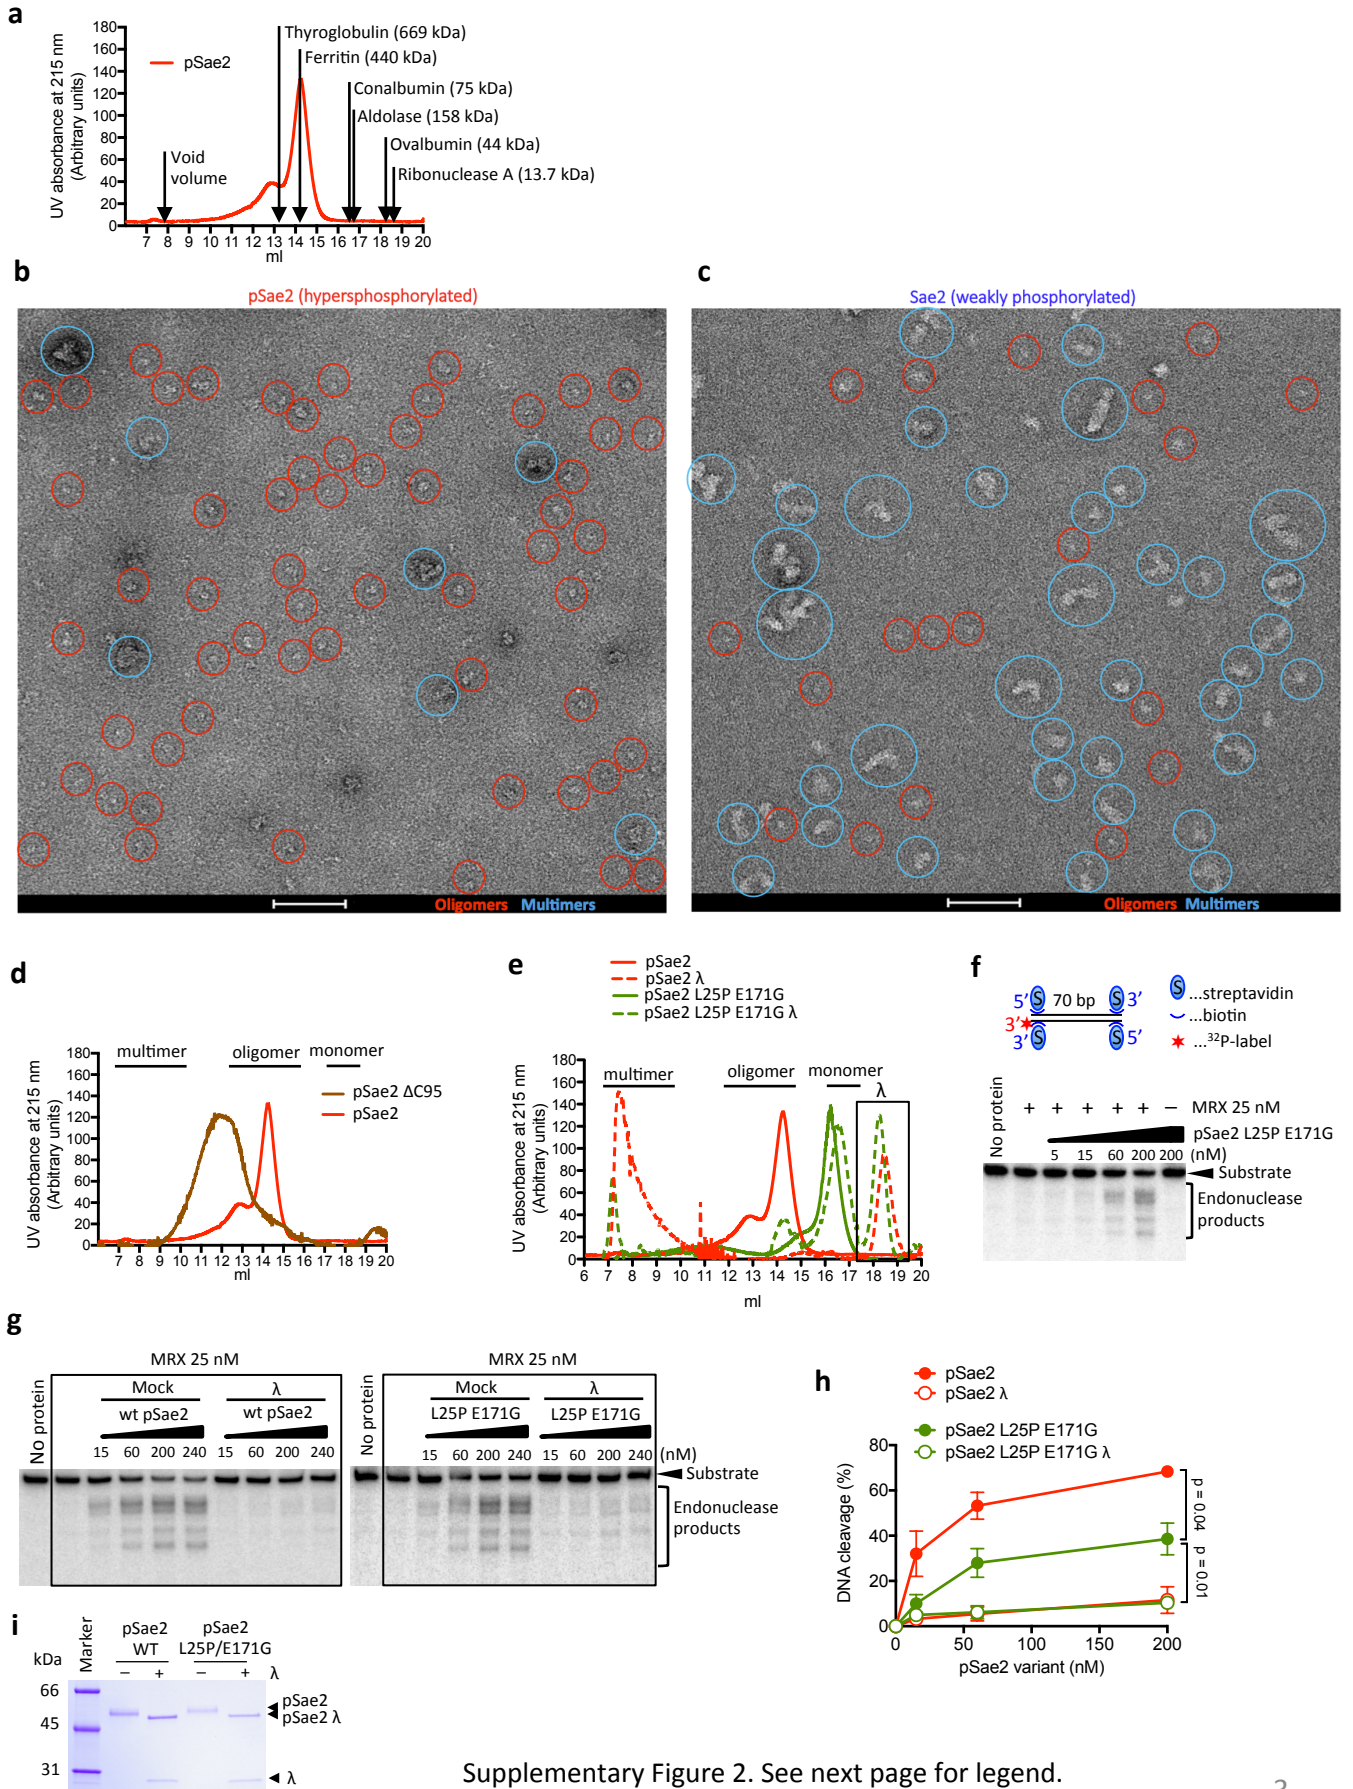 a
UV absorbance at 215 nm
(Arbitrary units)
180
160
140
120
100
80
60
40
20
0
pSae2
Thyroglobulin (669 kDa)
Ferritin (440 kDa)
Conalbumin (75 kDa)
Aldolase (158 kDa)
Ovalbumin (44 kDa)
Ribonuclease A (13.7 kDa)
Void
volume
7 8 9 10 11 12 13 14 15 16 17 18 19 20
ml
b
pSae2 (hypersphosphorylated)
Oligomers Multimers
c
Sae2 (weakly phosphorylated)
Oligomers Multimers
d
multimer oligomer monomer
pSae2 ΔC95
pSae2
UV absorbance at 215 nm
(Arbitrary units)
180
160
140
120
100
80
60
40
20
0
7 8 9 10 11 12 13 14 15 16 17 18 19 20
ml
e
pSae2
pSae2 λ
pSae2 L25P E171G
pSae2 L25P E171G λ
multimer oligomer monomer
λ
UV absorbance at 215 nm
(Arbitrary units)
180
160
140
120
100
80
60
40
20
0
6 7 8 9 10 11 12 13 14 15 16 17 18 19 20
ml
f
5’ S 70 bp S 3’
3’
3’ S S 5’
S ...streptavidin
...biotin
...³²P-label
No protein
+ + + + + – MRX 25 nM
pSae2 L25P E171G
5 15 60 200 200 (nM)
Substrate
Endonuclease
products
g
MRX 25 nM
No protein
Mock λ
wt pSae2 wt pSae2
15 60 200 240 15 60 200 240
MRX 25 nM
No protein
Mock λ
L25P E171G L25P E171G
15 60 200 240 15 60 200 240 (nM)
Substrate
Endonuclease
products
h
pSae2
pSae2 λ
pSae2 L25P E171G
pSae2 L25P E171G λ
DNA cleavage (%)
80
60
40
20
0
p = 0.04
p = 0.01
0 50 100 150 200
pSae2 variant (nM)
i
kDa
Marker
pSae2
WT
pSae2
L25P/E171G
– + – + λ
66
45
31
pSae2
pSae2 λ
λ
Supplementary Figure 2. See next page for legend.